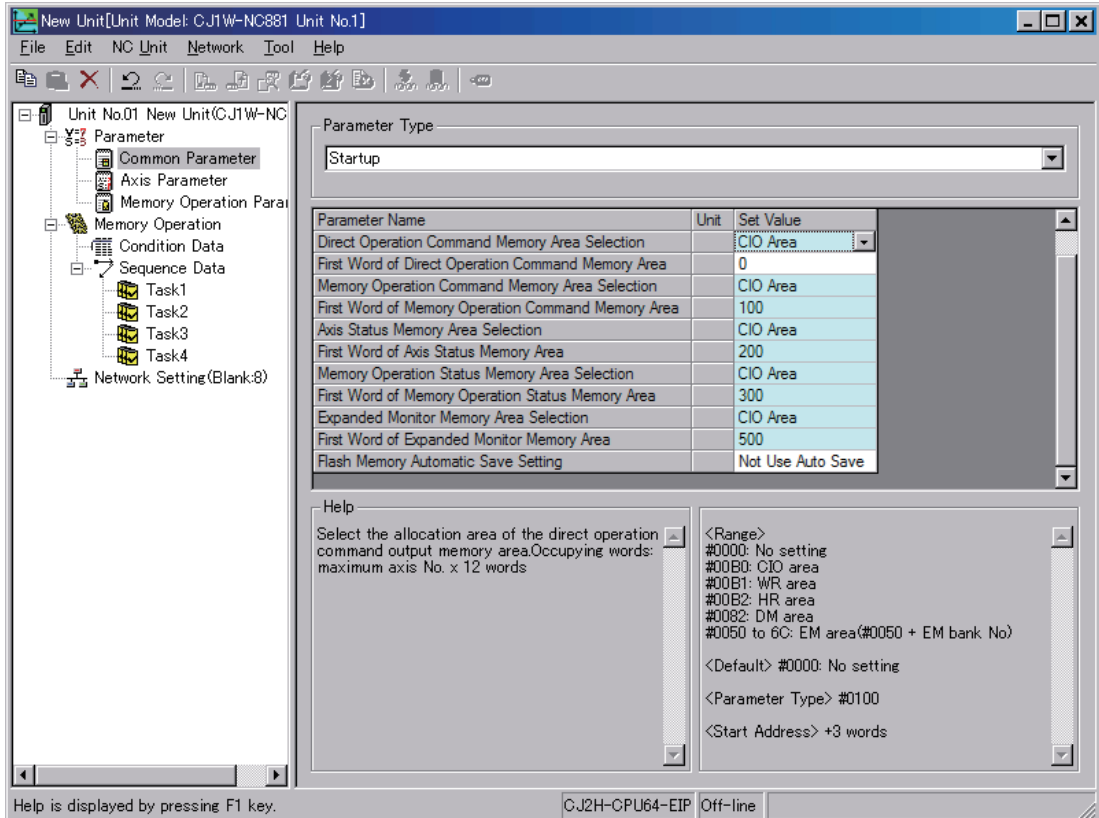 New Unit[Unit Model: CJ1W-NC881 Unit No.1]
File Edit NC Unit Network Tool Help
Unit No.01 New Unit(CJ1W-NC
Parameter
Common Parameter
Axis Parameter
Memory Operation Para
Memory Operation
Condition Data
Sequence Data
Task1
Task2
Task3
Task4
Network Setting(Blank:8)
Parameter Type
Startup
Parameter Name Unit Set Value
Direct Operation Command Memory Area Selection CIO Area
First Word of Direct Operation Command Memory Area 0
Memory Operation Command Memory Area Selection CIO Area
First Word of Memory Operation Command Memory Area 100
Axis Status Memory Area Selection CIO Area
First Word of Axis Status Memory Area 200
Memory Operation Status Memory Area Selection CIO Area
First Word of Memory Operation Status Memory Area 300
Expanded Monitor Memory Area Selection CIO Area
First Word of Expanded Monitor Memory Area 500
Flash Memory Automatic Save Setting Not Use Auto Save
Help
Select the allocation area of the direct operation
command output memory area.Occupying words:
maximum axis No. x 12 words
<Range>
#0000: No setting
#00B0: CIO area
#00B1: WR area
#00B2: HR area
#0082: DM area
#0050 to 6C: EM area(#0050 + EM bank No)
<Default> #0000: No setting
<Parameter Type> #0100
<Start Address> +3 words
Help is displayed by pressing F1 key.
CJ2H-CPU64-EIP Off-line